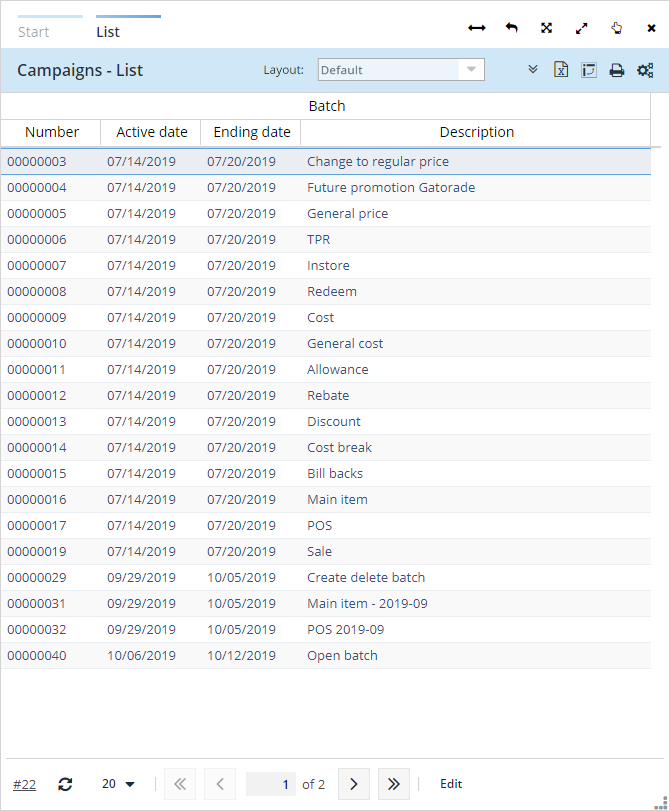 Start List
Campaigns - List Layout: Default
Batch
Number Active date Ending date Description
00000003 07/14/2019 07/20/2019 Change to regular price
00000004 07/14/2019 07/20/2019 Future promotion Gatorade
00000005 07/14/2019 07/20/2019 General price
00000006 07/14/2019 07/20/2019 TPR
00000007 07/14/2019 07/20/2019 Instore
00000008 07/14/2019 07/20/2019 Redeem
00000009 07/14/2019 07/20/2019 Cost
00000010 07/14/2019 07/20/2019 General cost
00000011 07/14/2019 07/20/2019 Allowance
00000012 07/14/2019 07/20/2019 Rebate
00000013 07/14/2019 07/20/2019 Discount
00000014 07/14/2019 07/20/2019 Cost break
00000015 07/14/2019 07/20/2019 Bill backs
00000016 07/14/2019 07/20/2019 Main item
00000017 07/14/2019 07/20/2019 POS
00000019 07/14/2019 07/20/2019 Sale
00000029 09/29/2019 10/05/2019 Create delete batch
00000031 09/29/2019 10/05/2019 Main item - 2019-09
00000032 09/29/2019 10/05/2019 POS 2019-09
00000040 10/06/2019 10/12/2019 Open batch
#22 20 1 of 2 Edit